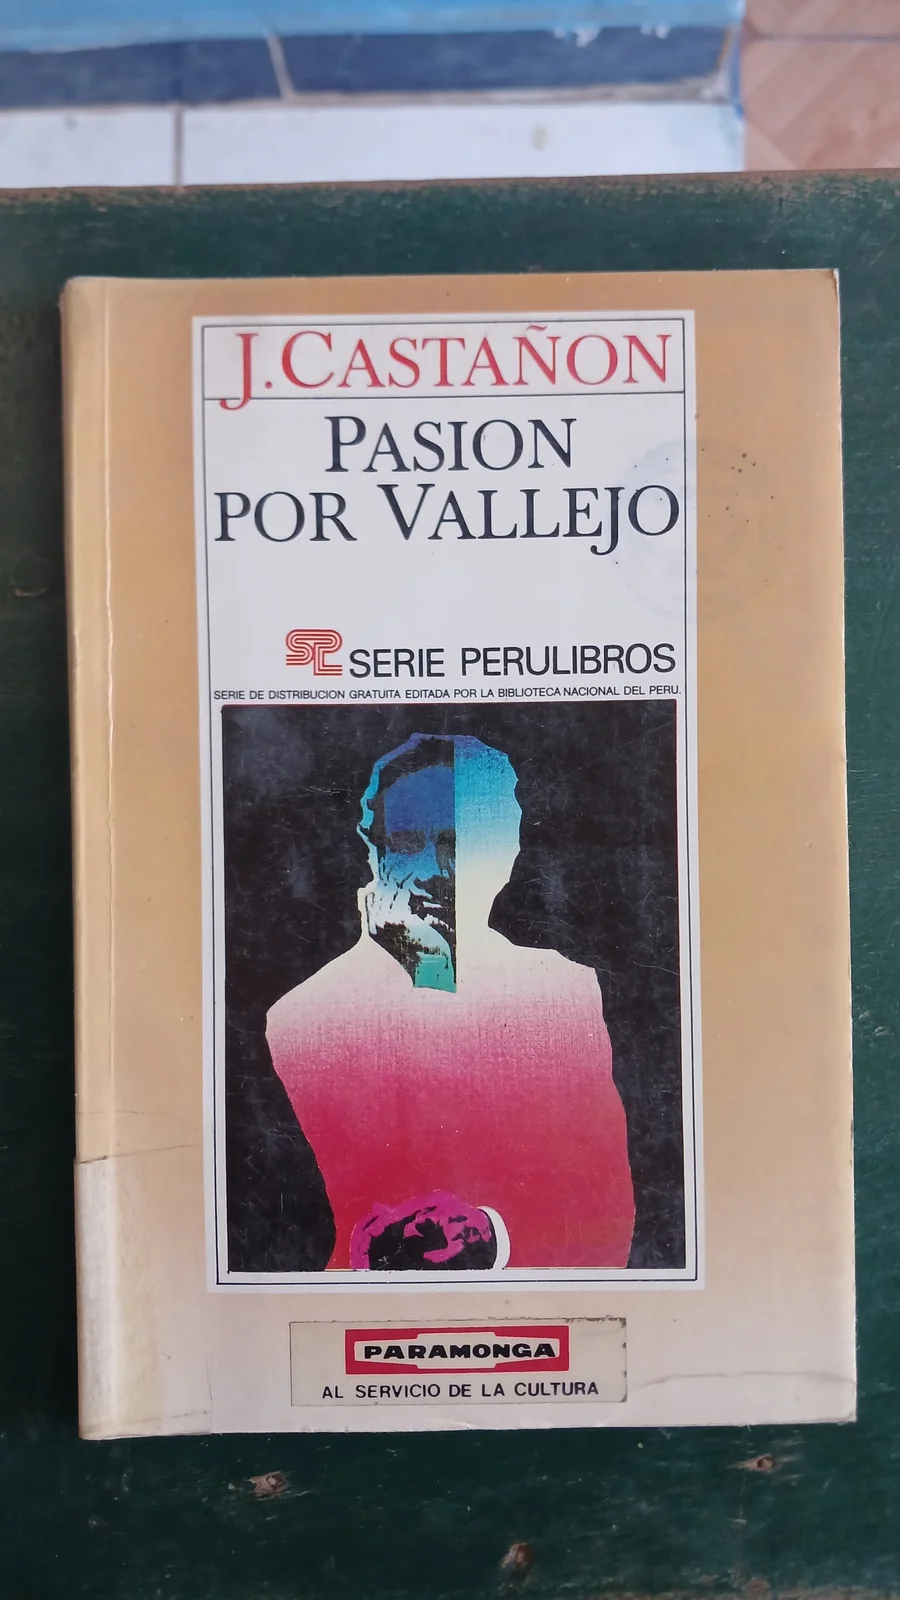 J. CASTAÑON
PASION
POR VALLEJO
SERIE PERULIBROS
SERIE DE DISTRIBUCION GRATUITA EDITADA POR LA BIBLIOTECA NACIONAL DEL PERU.
PARAMONGA
AL SERVICIO DE LA CULTURA